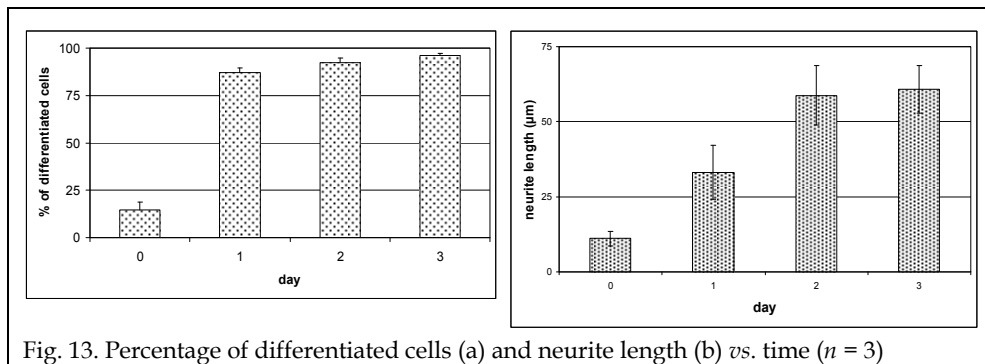 % of differentiated cells
100
75
50
25
0
0 1 2 3
day
neurite length (µm)
75
50
25
0
0 1 2 3
day
Fig. 13. Percentage of differentiated cells (a) and neurite length (b) vs. time (n = 3)